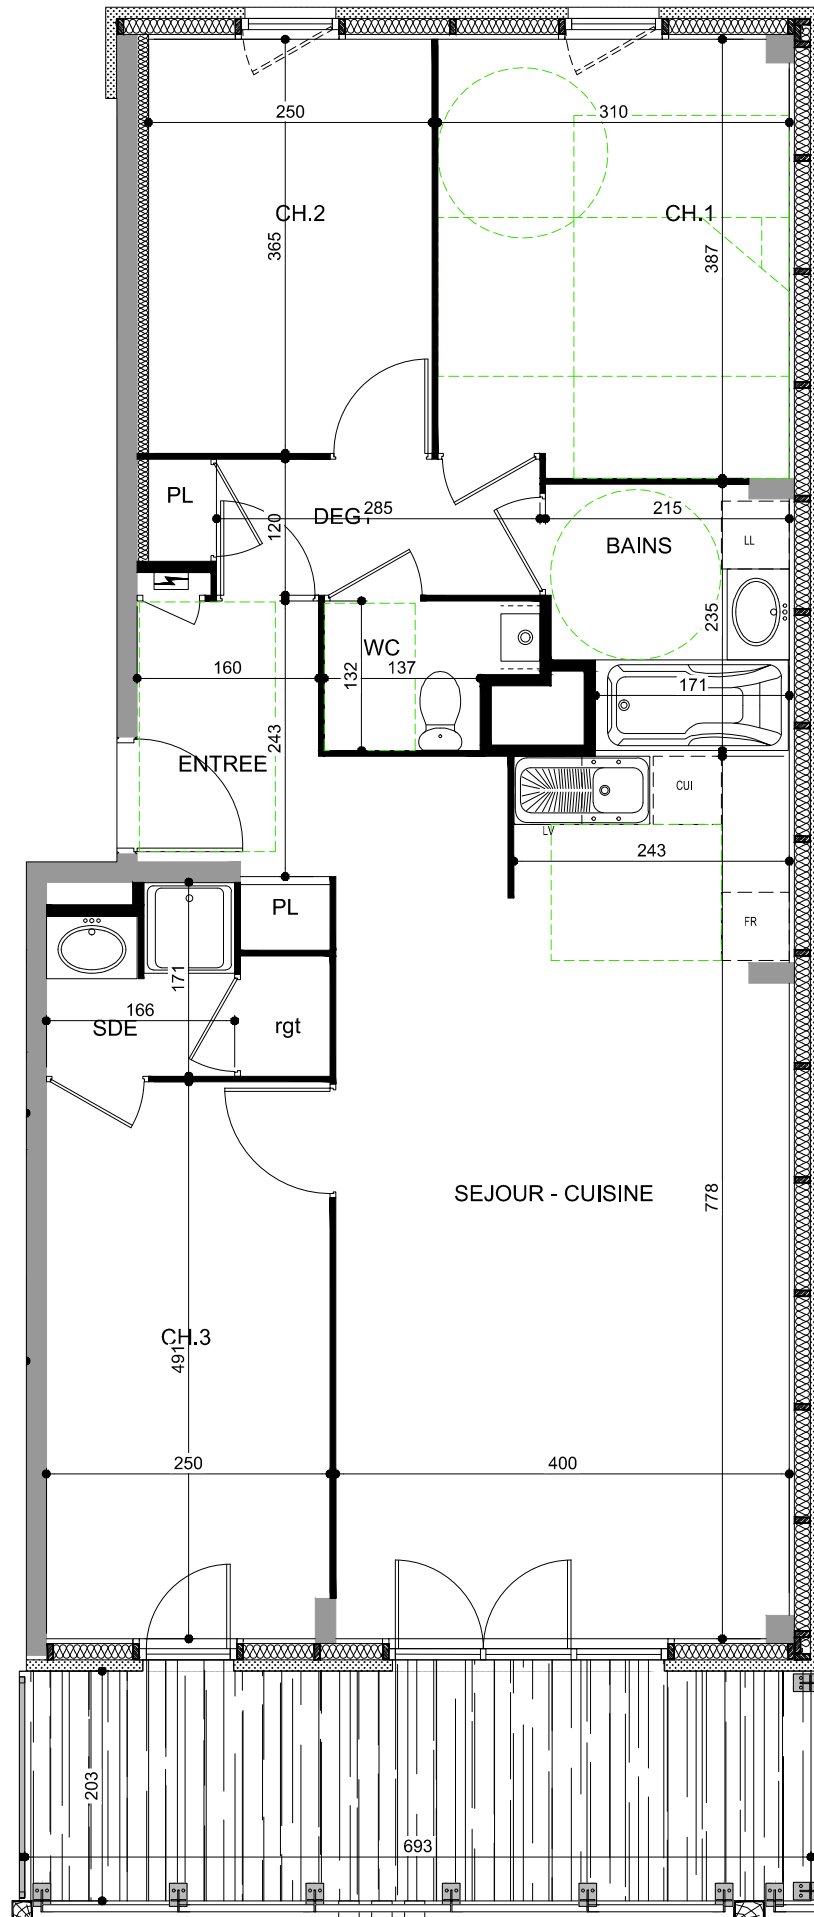 250
310
CH.2
CH.1
365
387
PL
DEG.
285
215
120
BAINS
LL
235
WC
160
132
137
171
243
ENTREE
CUI
LV
243
PL
FR
171
166
SDE
rgt
SEJOUR - CUISINE
778
CH.3
491
250
400
203
693